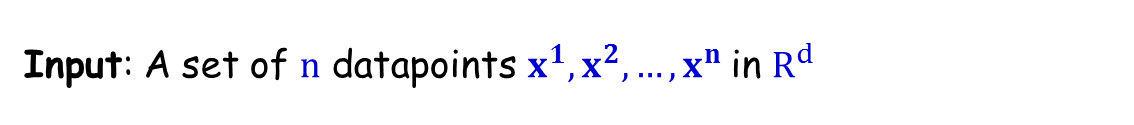 Input: A set of n datapoints x¹, x², …, xⁿ in Rᵈ